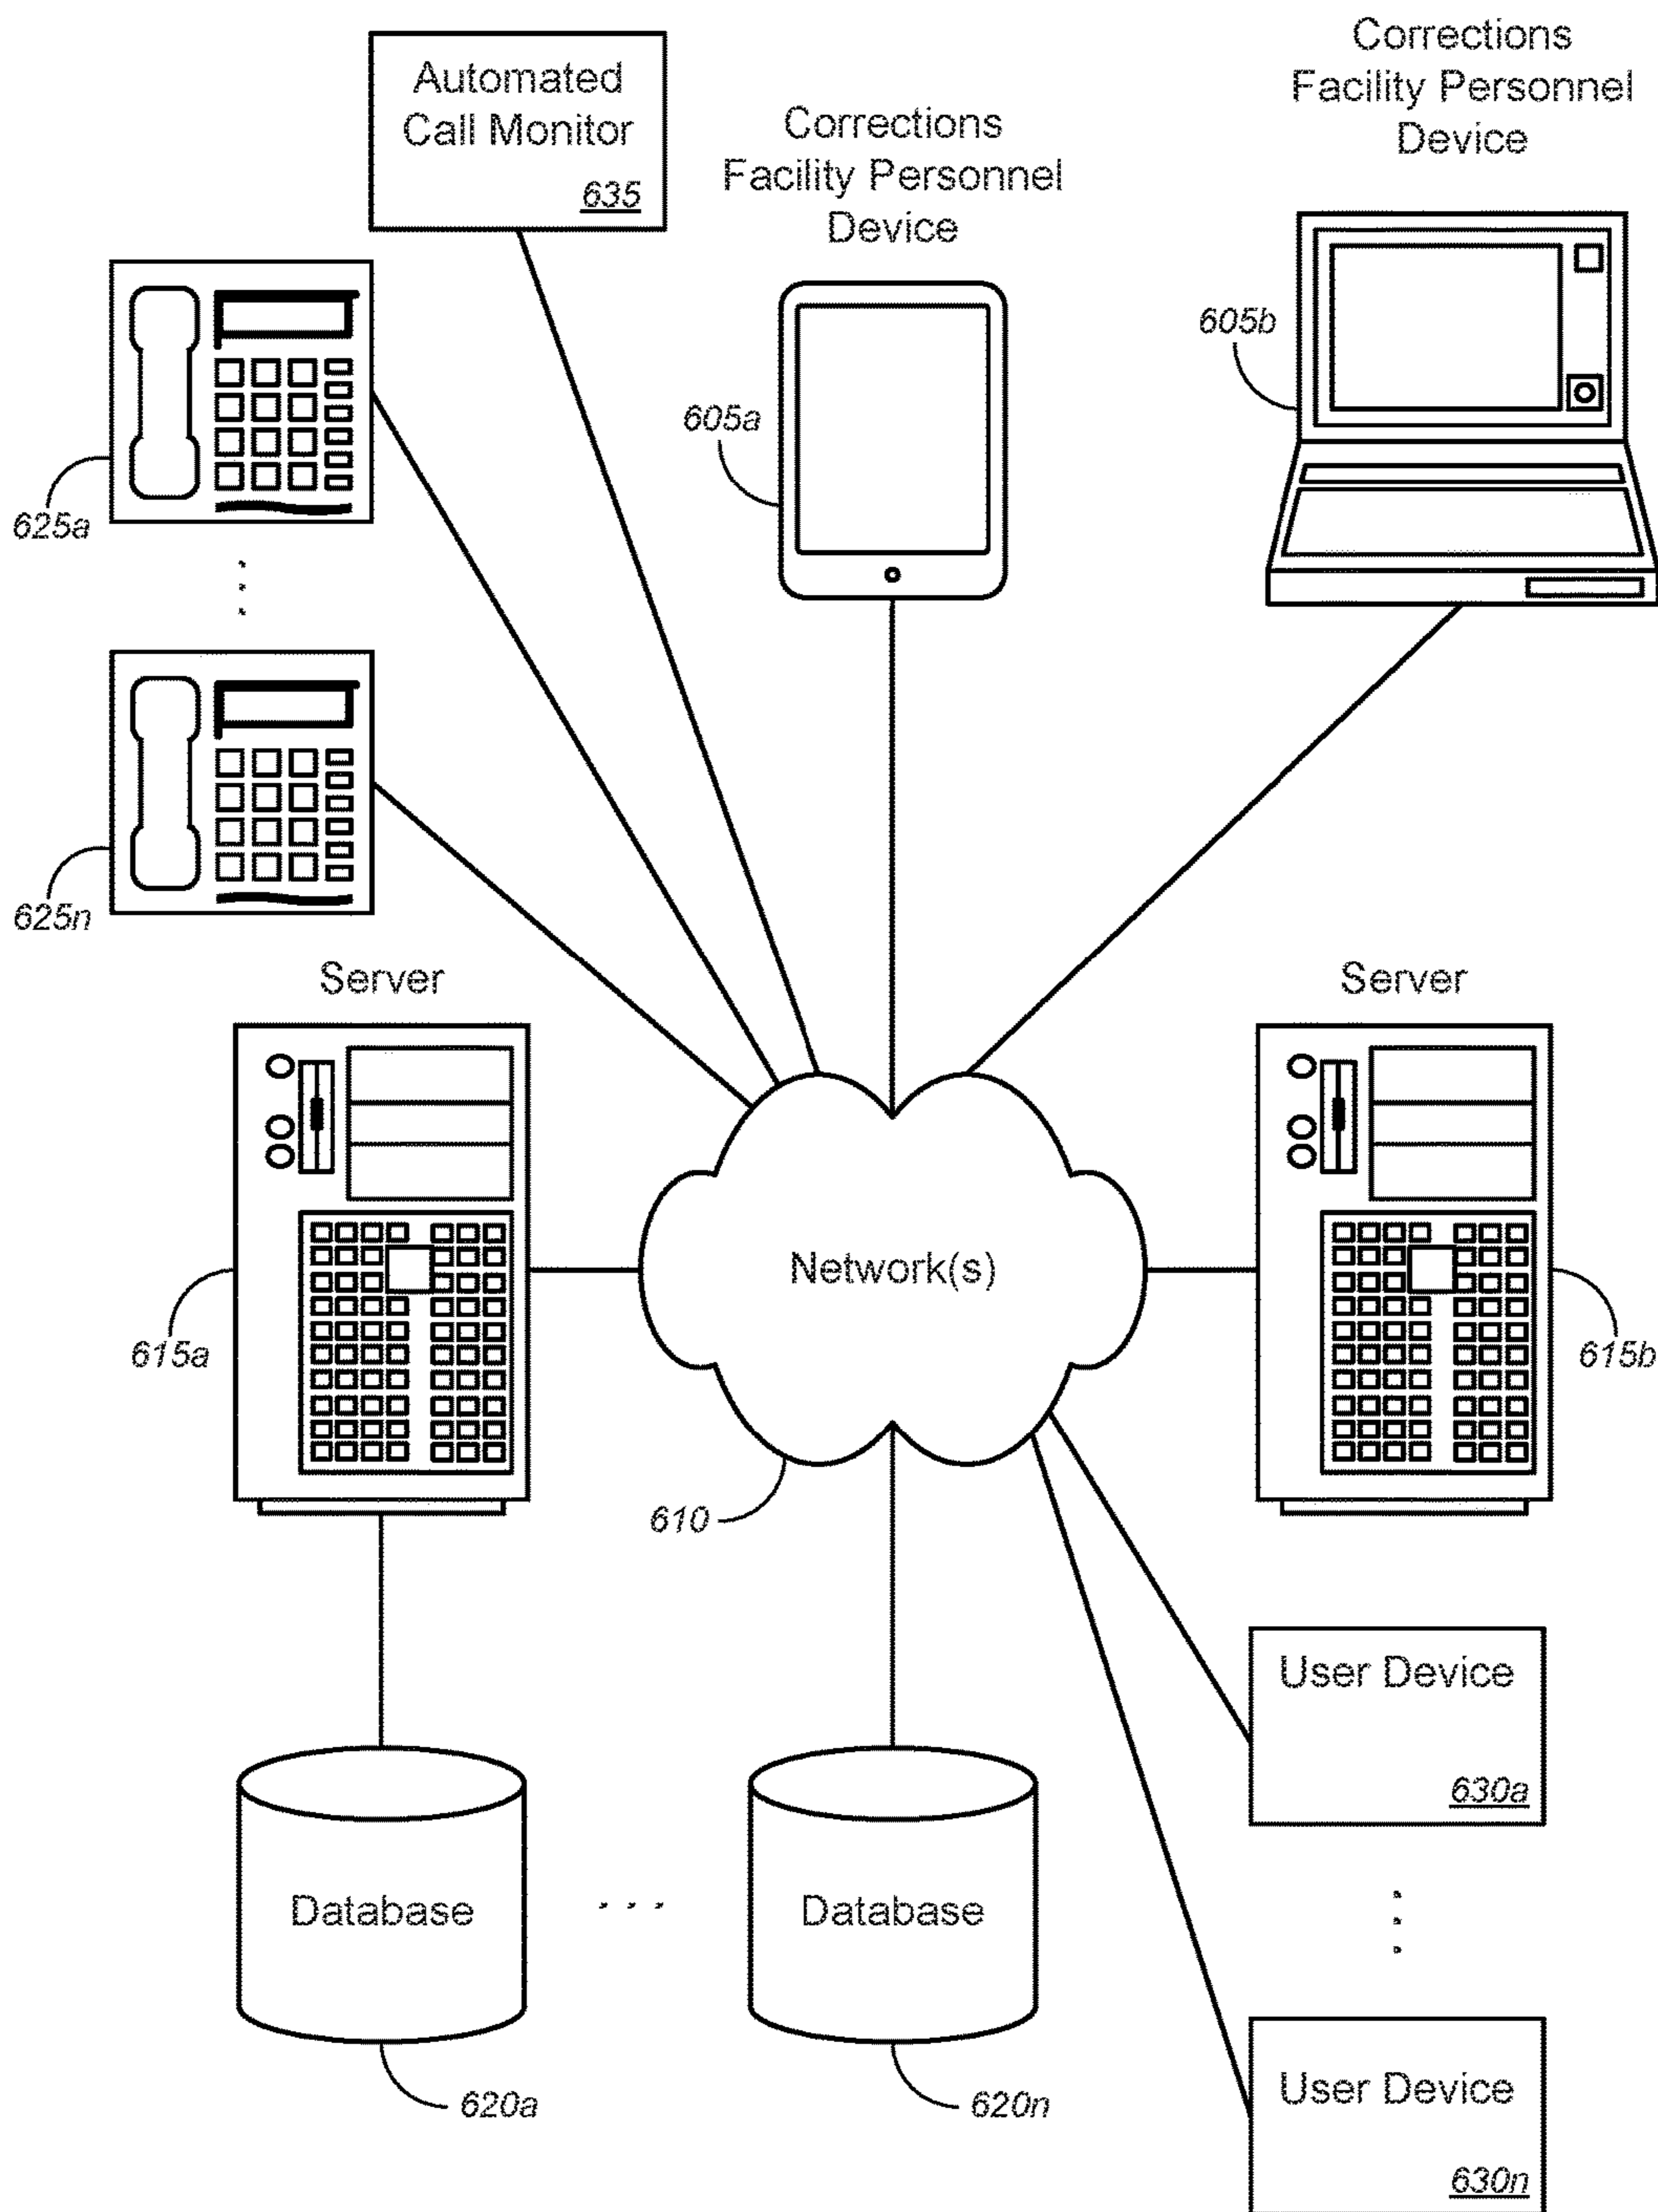 Automated
Call Monitor
635
Corrections
Facility Personnel
Device
Corrections
Facility Personnel
Device
605a
605b
625a
625n
Server
Server
Network(s)
615a
615b
610
User Device
630a
Database
. . .
Database
620a
620n
User Device
630n